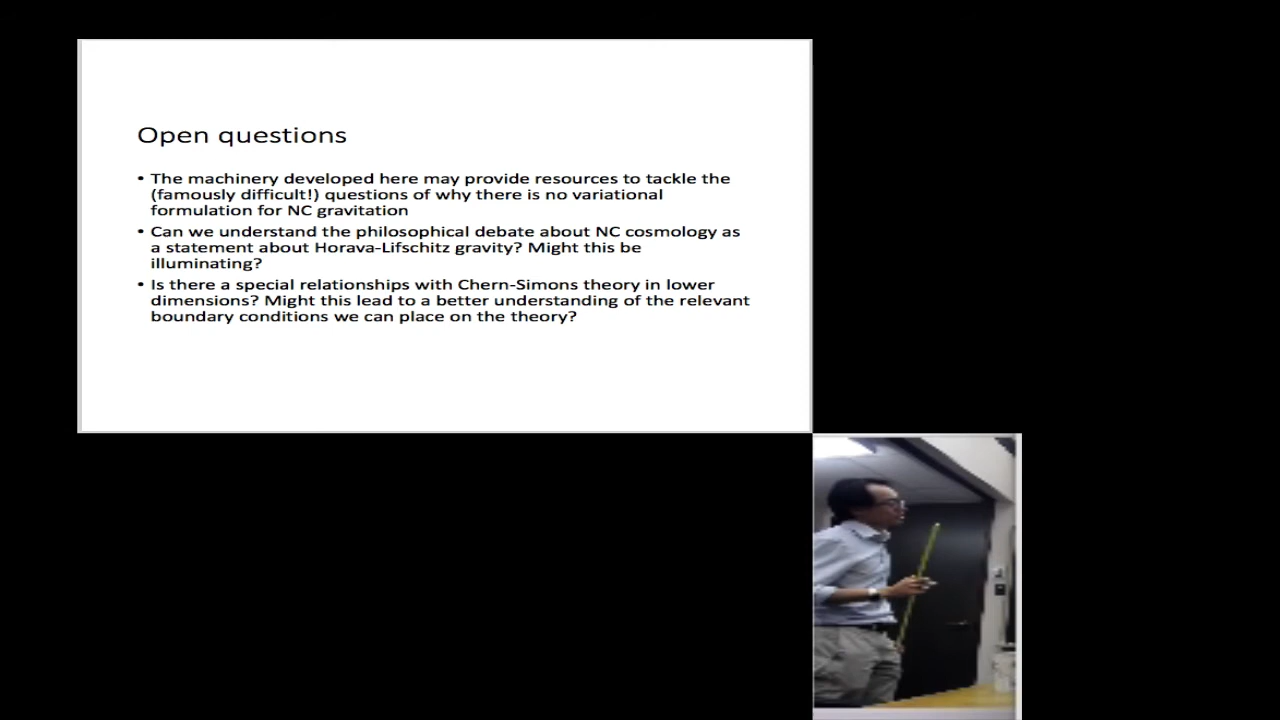 Open questions
• The machinery developed here may provide resources to tackle the
(famously difficult!) questions of why there is no variational
formulation for NC gravitation
• Can we understand the philosophical debate about NC cosmology as
a statement about Horava-Lifschitz gravity? Might this be
illuminating?
• Is there a special relationships with Chern-Simons theory in lower
dimensions? Might this lead to a better understanding of the relevant
boundary conditions we can place on the theory?